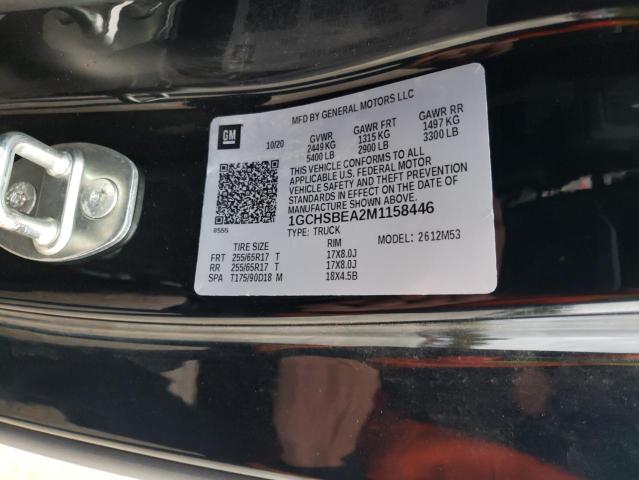 MFD BY GENERAL MOTORS LLC
GM
10/20 GVWR GAWR FRT GAWR RR
2449 KG 1315 KG 1497 KG
5400 LB 2900 LB 3300 LB
THIS VEHICLE CONFORMS TO ALL
APPLICABLE U.S. FEDERAL MOTOR
VEHICLE SAFETY AND THEFT PREVENTION
STANDARDS IN EFFECT ON THE DATE OF
MANUFACTURE SHOWN ABOVE.
1GCHSBEA2M1158446
TYPE: TRUCK MODEL: 2612M53
TIRE SIZE RIM
FRT 255/65R17 T 17X8.0J
RR 255/65R17 T 17X8.0J
SPA T175/90D18 M 18X4.5B